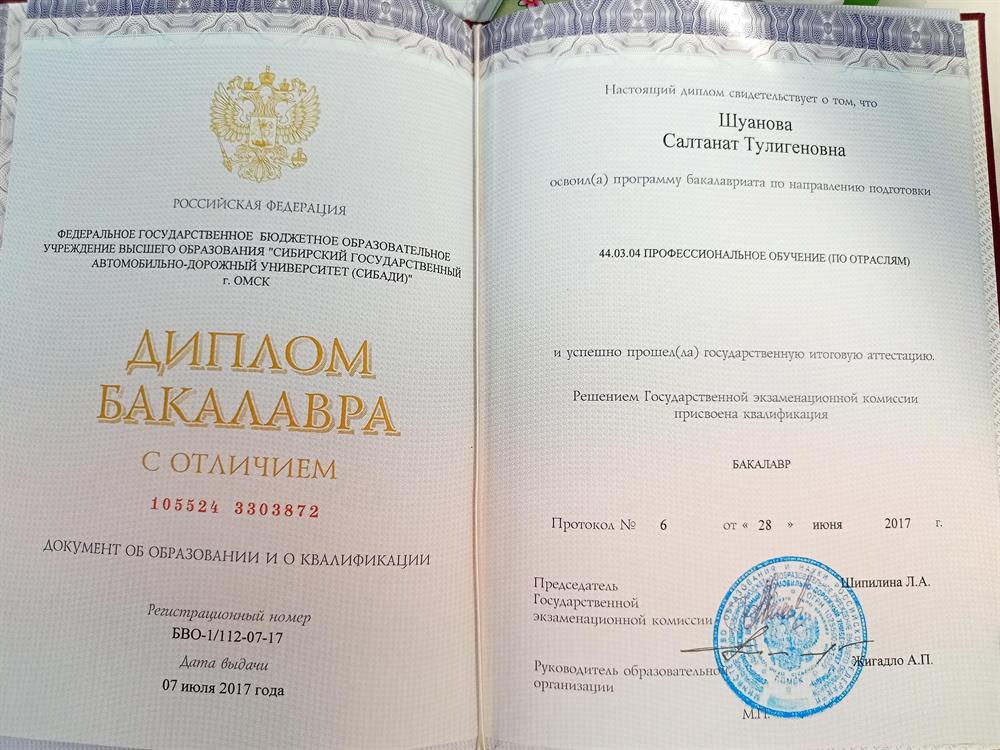 РОССИЙСКАЯ ФЕДЕРАЦИЯ
ФЕДЕРАЛЬНОЕ ГОСУДАРСТВЕННОЕ БЮДЖЕТНОЕ ОБРАЗОВАТЕЛЬНОЕ
УЧРЕЖДЕНИЕ ВЫСШЕГО ОБРАЗОВАНИЯ "СИБИРСКИЙ ГОСУДАРСТВЕННЫЙ
АВТОМОБИЛЬНО-ДОРОЖНЫЙ УНИВЕРСИТЕТ (СИБАДИ)"
г. ОМСК
ДИПЛОМ
БАКАЛАВРА
С ОТЛИЧИЕМ
105524 3303872
ДОКУМЕНТ ОБ ОБРАЗОВАНИИ И О КВАЛИФИКАЦИИ
Регистрационный номер
БВО-1/112-07-17
Дата выдачи
07 июля 2017 года
Настоящий диплом свидетельствует о том, что
Шуанова
Салтанат Тулигеновна
освоил(а) программу бакалавриата по направлению подготовки
44.03.04 ПРОФЕССИОНАЛЬНОЕ ОБУЧЕНИЕ (ПО ОТРАСЛЯМ)
и успешно прошел(ла) государственную итоговую аттестацию.
Решением Государственной экзаменационной комиссии
присвоена квалификация
БАКАЛАВР
Протокол № 6 от « 28 » июня 2017 г.
Председатель
Государственной
экзаменационной комиссии
Шипилина Л.А.
Руководитель образовательной
организации
Жигадло А.П.
М.П.